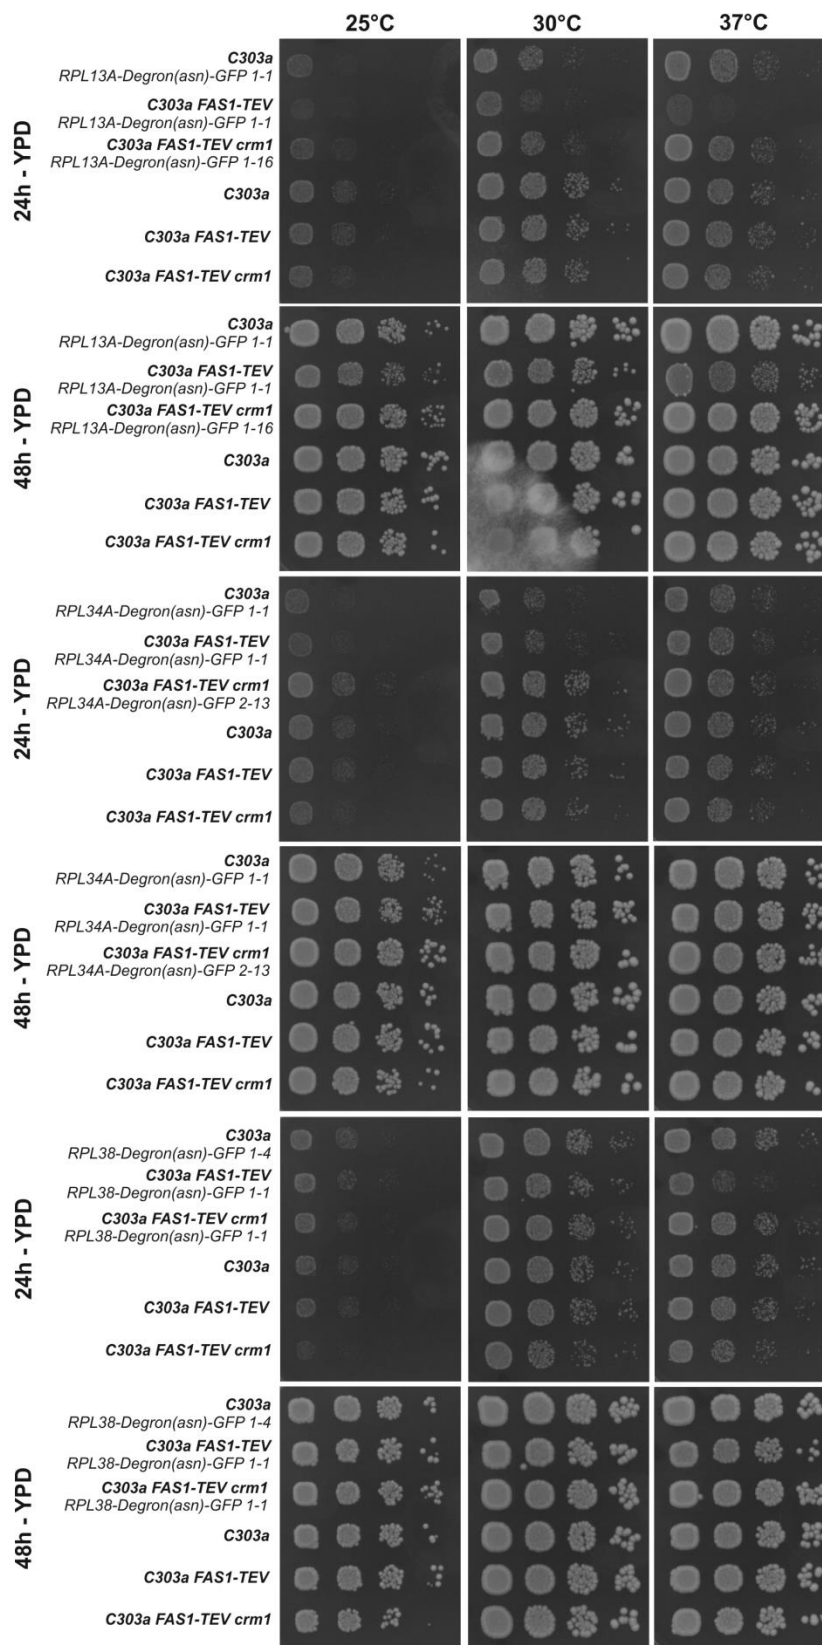 25°C 30°C 37°C
24h - YPD
C303a
RPL13A-Degron(asn)-GFP 1-1
C303a FAS1-TEV
RPL13A-Degron(asn)-GFP 1-1
C303a FAS1-TEV crm1
RPL13A-Degron(asn)-GFP 1-16
C303a
C303a FAS1-TEV
C303a FAS1-TEV crm1
48h - YPD
C303a
RPL13A-Degron(asn)-GFP 1-1
C303a FAS1-TEV
RPL13A-Degron(asn)-GFP 1-1
C303a FAS1-TEV crm1
RPL13A-Degron(asn)-GFP 1-16
C303a
C303a FAS1-TEV
C303a FAS1-TEV crm1
24h - YPD
C303a
RPL34A-Degron(asn)-GFP 1-1
C303a FAS1-TEV
RPL34A-Degron(asn)-GFP 1-1
C303a FAS1-TEV crm1
RPL34A-Degron(asn)-GFP 2-13
C303a
C303a FAS1-TEV
C303a FAS1-TEV crm1
48h - YPD
C303a
RPL34A-Degron(asn)-GFP 1-1
C303a FAS1-TEV
RPL34A-Degron(asn)-GFP 1-1
C303a FAS1-TEV crm1
RPL34A-Degron(asn)-GFP 2-13
C303a
C303a FAS1-TEV
C303a FAS1-TEV crm1
24h - YPD
C303a
RPL38-Degron(asn)-GFP 1-4
C303a FAS1-TEV
RPL38-Degron(asn)-GFP 1-1
C303a FAS1-TEV crm1
RPL38-Degron(asn)-GFP 1-1
C303a
C303a FAS1-TEV
C303a FAS1-TEV crm1
48h - YPD
C303a
RPL38-Degron(asn)-GFP 1-4
C303a FAS1-TEV
RPL38-Degron(asn)-GFP 1-1
C303a FAS1-TEV crm1
RPL38-Degron(asn)-GFP 1-1
C303a
C303a FAS1-TEV
C303a FAS1-TEV crm1